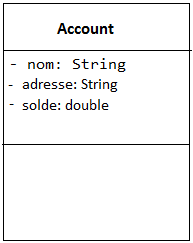 Account
- nom: String
- adresse: String
- solde: double